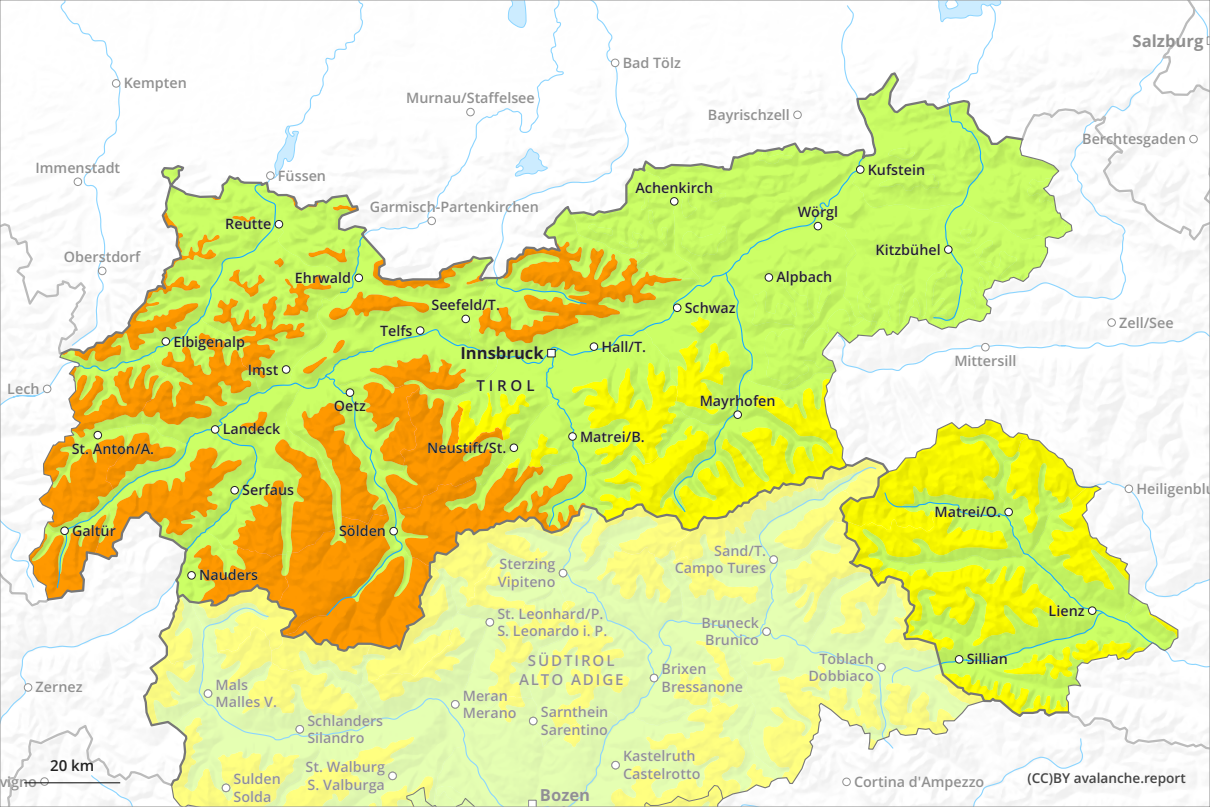 Salzburg
Kempten
Bad Tölz
Murnau/Staffelsee
Bayrischzell
Berchtesgaden
Immenstadt
Füssen
Kufstein
Achenkirch
Garmisch-Partenkirchen
Wörgl
Reutte
Kitzbühel
Oberstdorf
Ehrwald
Alpbach
Seefeld/T.
Schwaz
Telfs
Zell/See
Elbigenalp
Innsbruck
Hall/T.
Mittersill
Imst
TIROL
Lech
Oetz
Mayrhofen
Landeck
Matrei/B.
St. Anton/A.
Neustift/St.
Serfaus
Heiligenblu
Matrei/O.
Galtür
Sölden
Sand/T.
Campo Tures
Sterzing
Vipiteno
Nauders
Lienz
St. Leonhard/P.
S. Leonardo i. P.
Bruneck
Brunico
Sillian
SÜDTIROL
ALTO ADIGE
Toblach
Dobbiaco
Brixen
Bressanone
Zernez
Mals
Malles V.
Meran
Merano
Sarnthein
Sarentino
Schlanders
Silandro
Kastelruth
Castelrotto
20 km
St. Walburg
S. Valburga
vigno
Sulden
Solda
Cortina d'Ampezzo
(CC)BY avalanche.report
Bozen